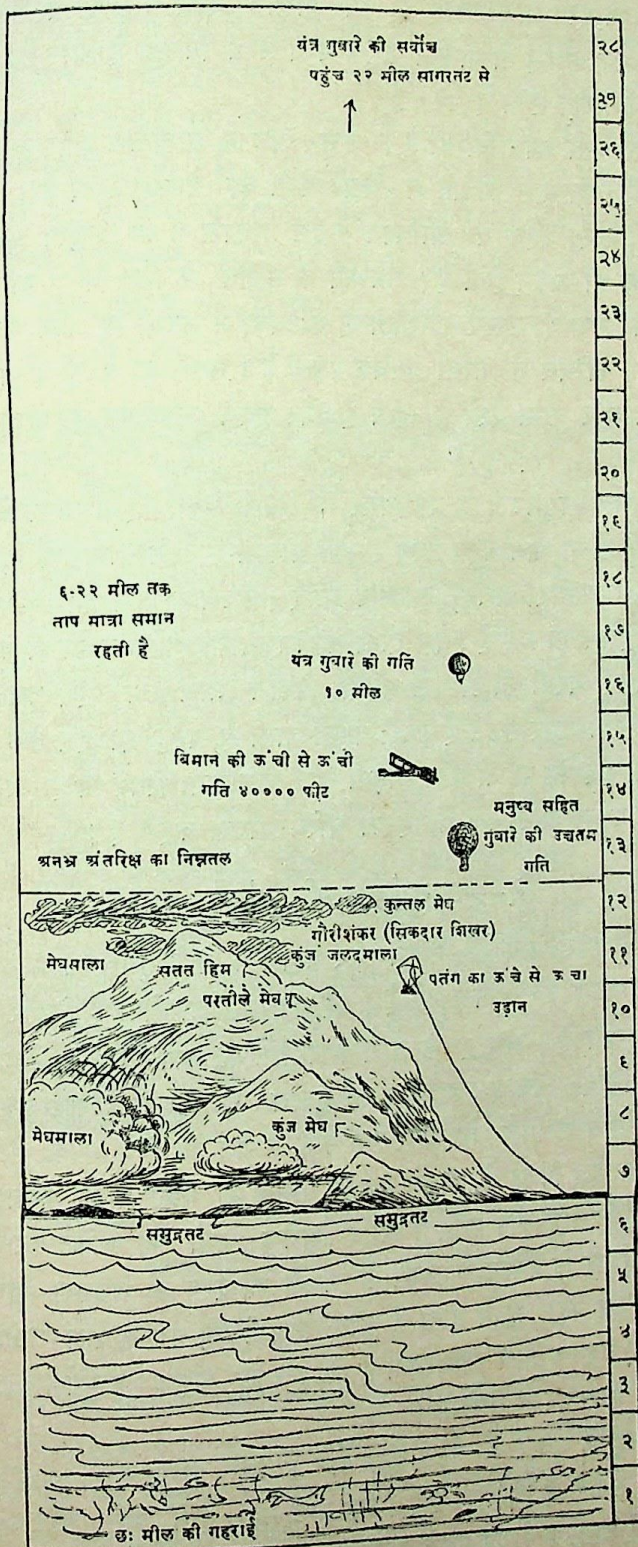 यंत्र गुबारे की सर्वोच
पहुंच २२ मील सागरतट से
६-२२ मील तक
ताप मात्रा समान
रहती है
यंत्र गुबारे की गति
१० मील
बिमान की ऊंची से ऊंची
गति ४०००० फीट
मनुष्य सहित
गुबारे की उच्चतम
गति
अनभ्र अंतरिक्ष का निम्नतल
कुन्तल मेघ
गौरीशंकर (सिकदार शिखर)
मेघमाला
कुंज जलदमाला
सतत हिम
परतीले मेघ
पतंग का ऊंचे से ऊंचा
उड़ान
मेघमाला
कुंज मेघ
समुद्रतट
समुद्रतट
छः मील की गहराई
२८
२७
२६
२५
२४
२३
२२
२१
२०
१९
१८
१७
१६
१५
१४
१३
१२
११
१०
९
८
७
६
५
४
३
२
१